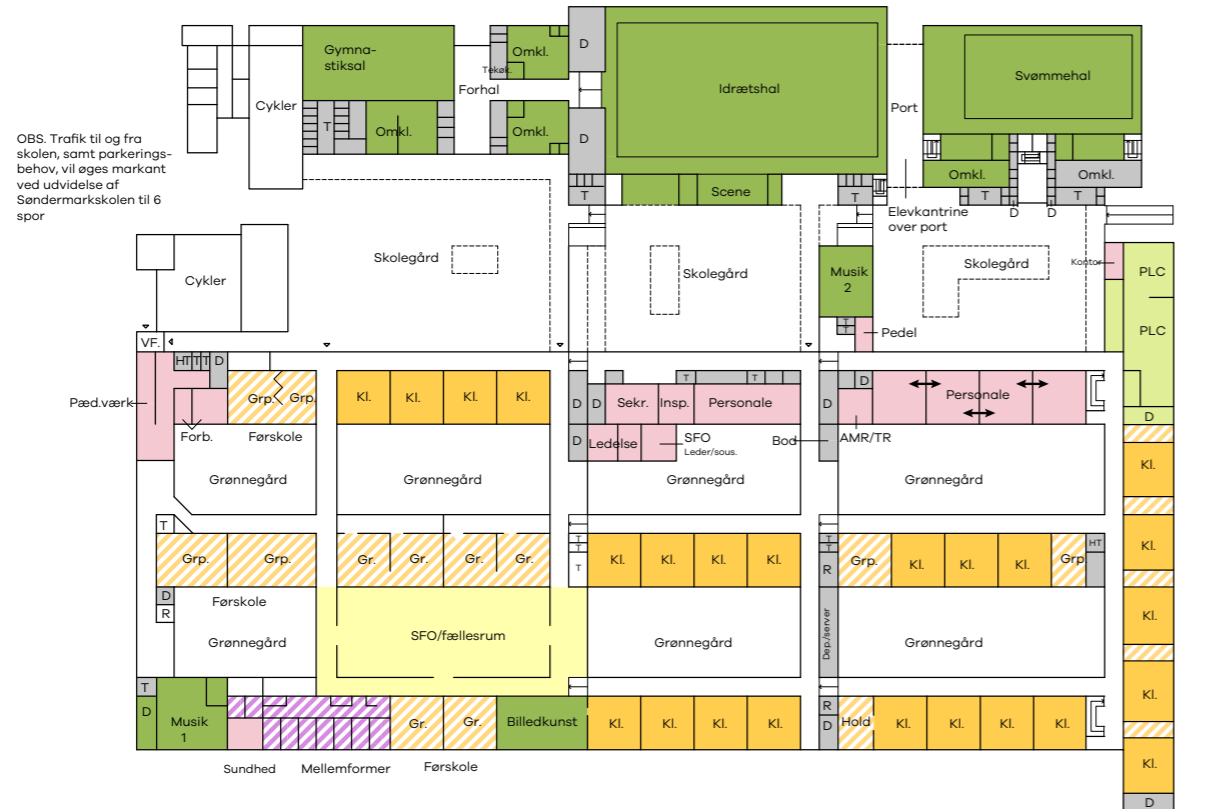 Gymna-
stiksal
Omkl.
D
Tekøk.
Idrætshal
Svømmehal
Forhal
Cykler
Port
T
Omkl.
Omkl.
D
OBS. Trafik til og fra
skolen, samt parkerings-
behov, vil øges markant
ved udvidelse af
Søndermarkskolen til 6
spor
Omkl.
Omkl.
T
Scene
T
T
T
D
D
Elevkantrine
over port
Skolegård
Skolegård
Skolegård
Kontor
PLC
Cykler
Musik
2
PLC
T
T
Pedel
VF.
HT
T
T
T
D
T
T
D
Pæd.værk
Grp.
Grp.
Kl.
Kl.
Kl.
Kl.
D
D
Sekr.
Insp.
Personale
D
Personale
D
Forb.
Førskole
D
Ledelse
SFO
Leder/sous.
Bod
AMR/TR
Kl.
Grønnegård
Grønnegård
Grønnegård
Grønnegård
T
T
T
T
T
T
HT
Kl.
Grp.
Grp.
Gr.
Gr.
Gr.
Gr.
Kl.
Kl.
Kl.
Kl.
R
Grp.
Kl.
Kl.
Kl.
Grp.
D
R
Førskole
Grønnegård
SFO/fællesrum
Grønnegård
Dep./server
Grønnegård
Kl.
T
D
Musik
1
Gr.
Gr.
Billedkunst
Kl.
Kl.
Kl.
Kl.
R
D
Hold
Kl.
Kl.
Kl.
Kl.
Kl.
Kl.
Sundhed
Mellemformer
Førskole
D